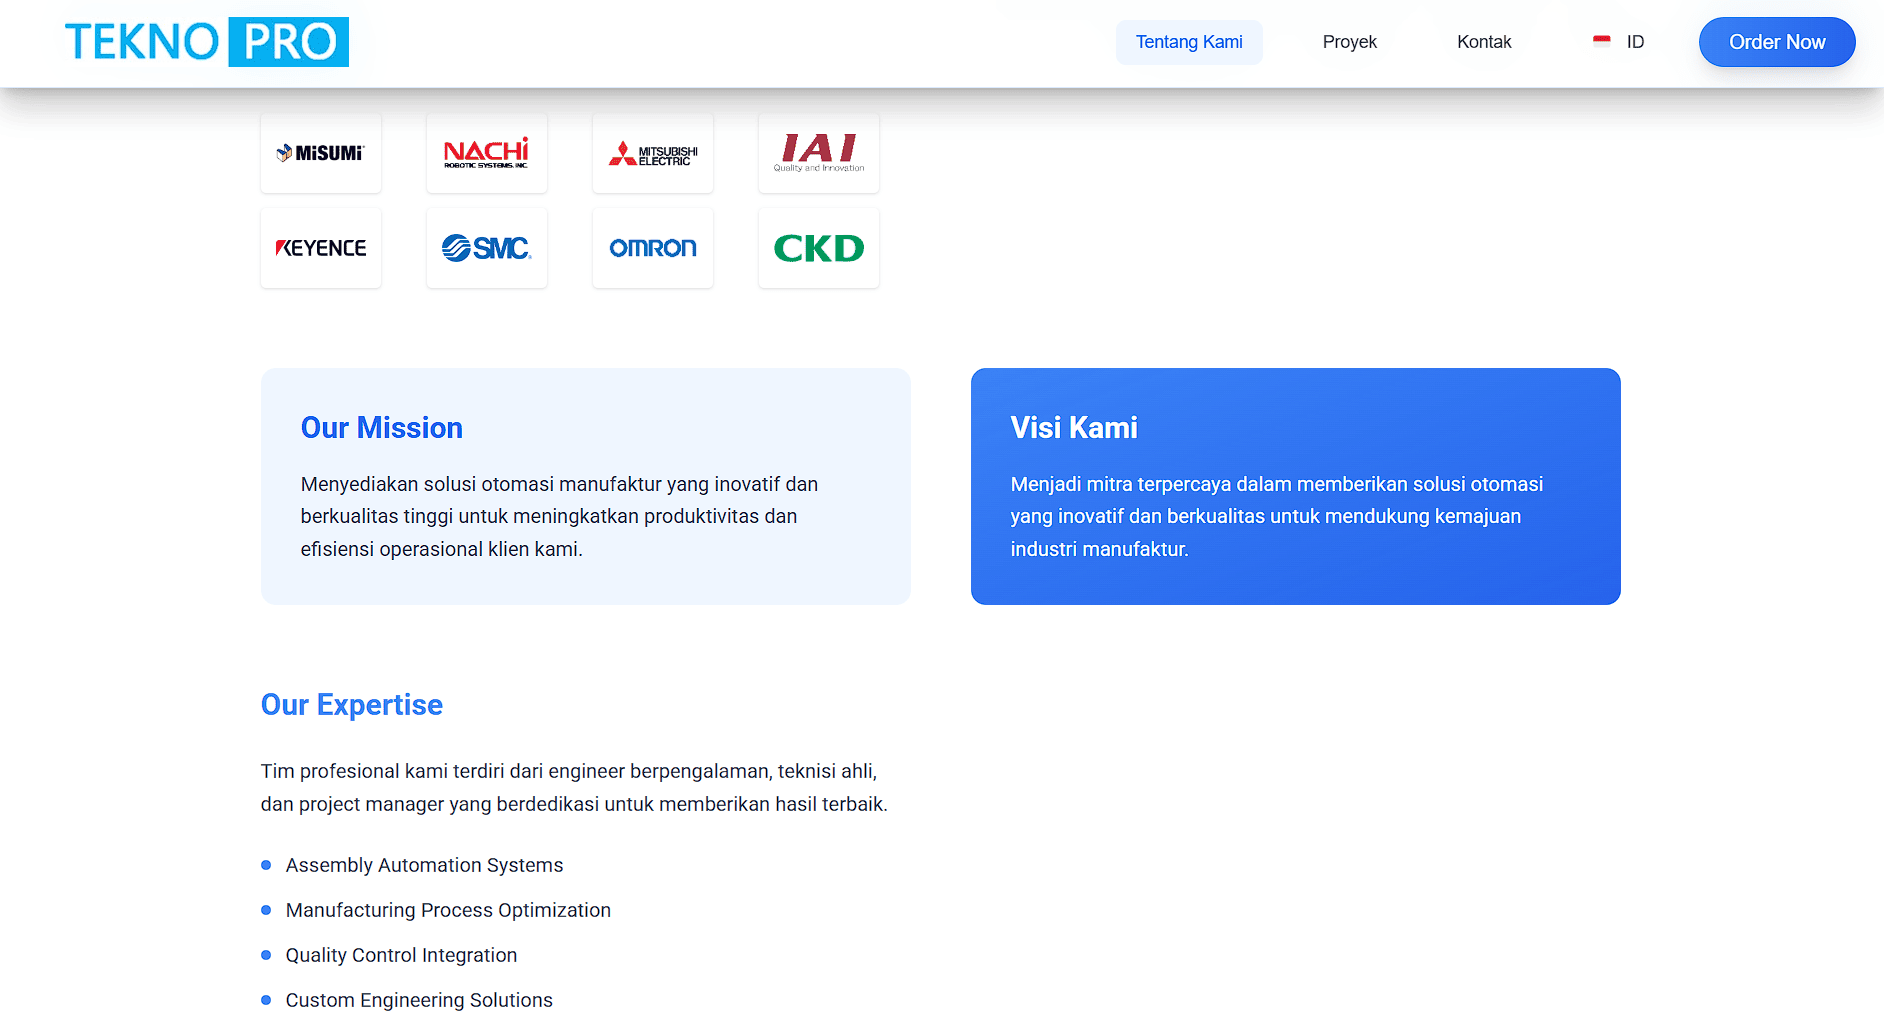 TEKNO PRO
Tentang Kami
Proyek
Kontak
ID
Order Now
MiSUMi
NACHi
ROBOTIC SYSTEMS, INC.
MITSUBISHI
ELECTRIC
IAI
Quality and Innovation
KEYENCE
SMC
OMRON
CKD
Our Mission
Menyediakan solusi otomasi manufaktur yang inovatif dan
berkualitas tinggi untuk meningkatkan produktivitas dan
efisiensi operasional klien kami.
Visi Kami
Menjadi mitra terpercaya dalam memberikan solusi otomasi
yang inovatif dan berkualitas untuk mendukung kemajuan
industri manufaktur.
Our Expertise
Tim profesional kami terdiri dari engineer berpengalaman, teknisi ahli,
dan project manager yang berdedikasi untuk memberikan hasil terbaik.
Assembly Automation Systems
Manufacturing Process Optimization
Quality Control Integration
Custom Engineering Solutions